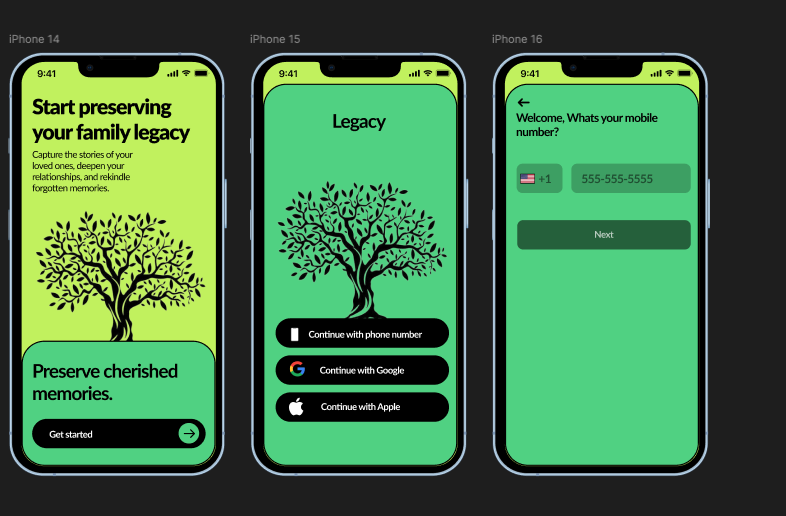 iPhone 14
9:41
Start preserving
your family legacy
Capture the stories of your
loved ones, deepen your
relationships, and rekindle
forgotten memories.
Preserve cherished
memories.
Get started
iPhone 15
9:41
Legacy
Continue with phone number
Continue with Google
Continue with Apple
iPhone 16
9:41
Welcome, Whats your mobile
number?
+1 555-555-5555
Next